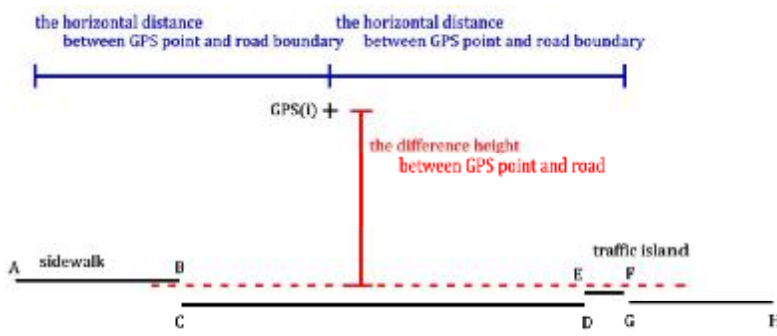 the horizontal distance
between GPS point and road boundary
the horizontal distance
between GPS point and road boundary
GPS(i)
the difference height
between GPS point and road
traffic island
A sidewalk B E F
C D G H